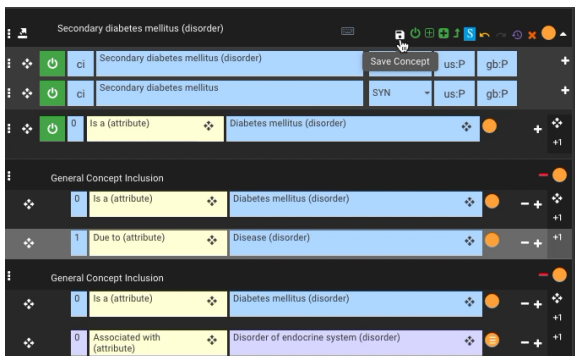 Secondary diabetes mellitus (disorder)
S
ci Secondary diabetes mellitus (disorder) us:P gb:P +
Save Concept
ci Secondary diabetes mellitus SYN us:P gb:P +
0 Is a (attribute) Diabetes mellitus (disorder) +
+1
General Concept Inclusion
0 Is a (attribute) Diabetes mellitus (disorder) - +
+1
1 Due to (attribute) Disease (disorder) - + +1
General Concept Inclusion
0 Is a (attribute) Diabetes mellitus (disorder) - +
+1
0 Associated with (attribute) Disorder of endocrine system (disorder) - + +1